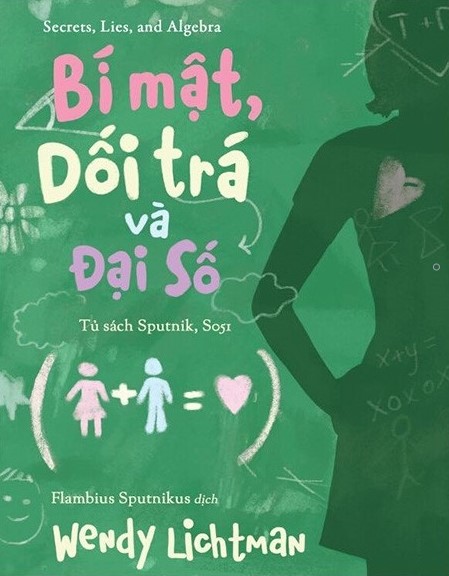 Secrets, Lies, and Algebra
T + Π
Bí mật,
Dối trá
và
Đại Số
Tủ sách Sputnik, S051
( + = )
x+y=
xoxox
Flambius Sputnikus dịch
Wendy Lichtman